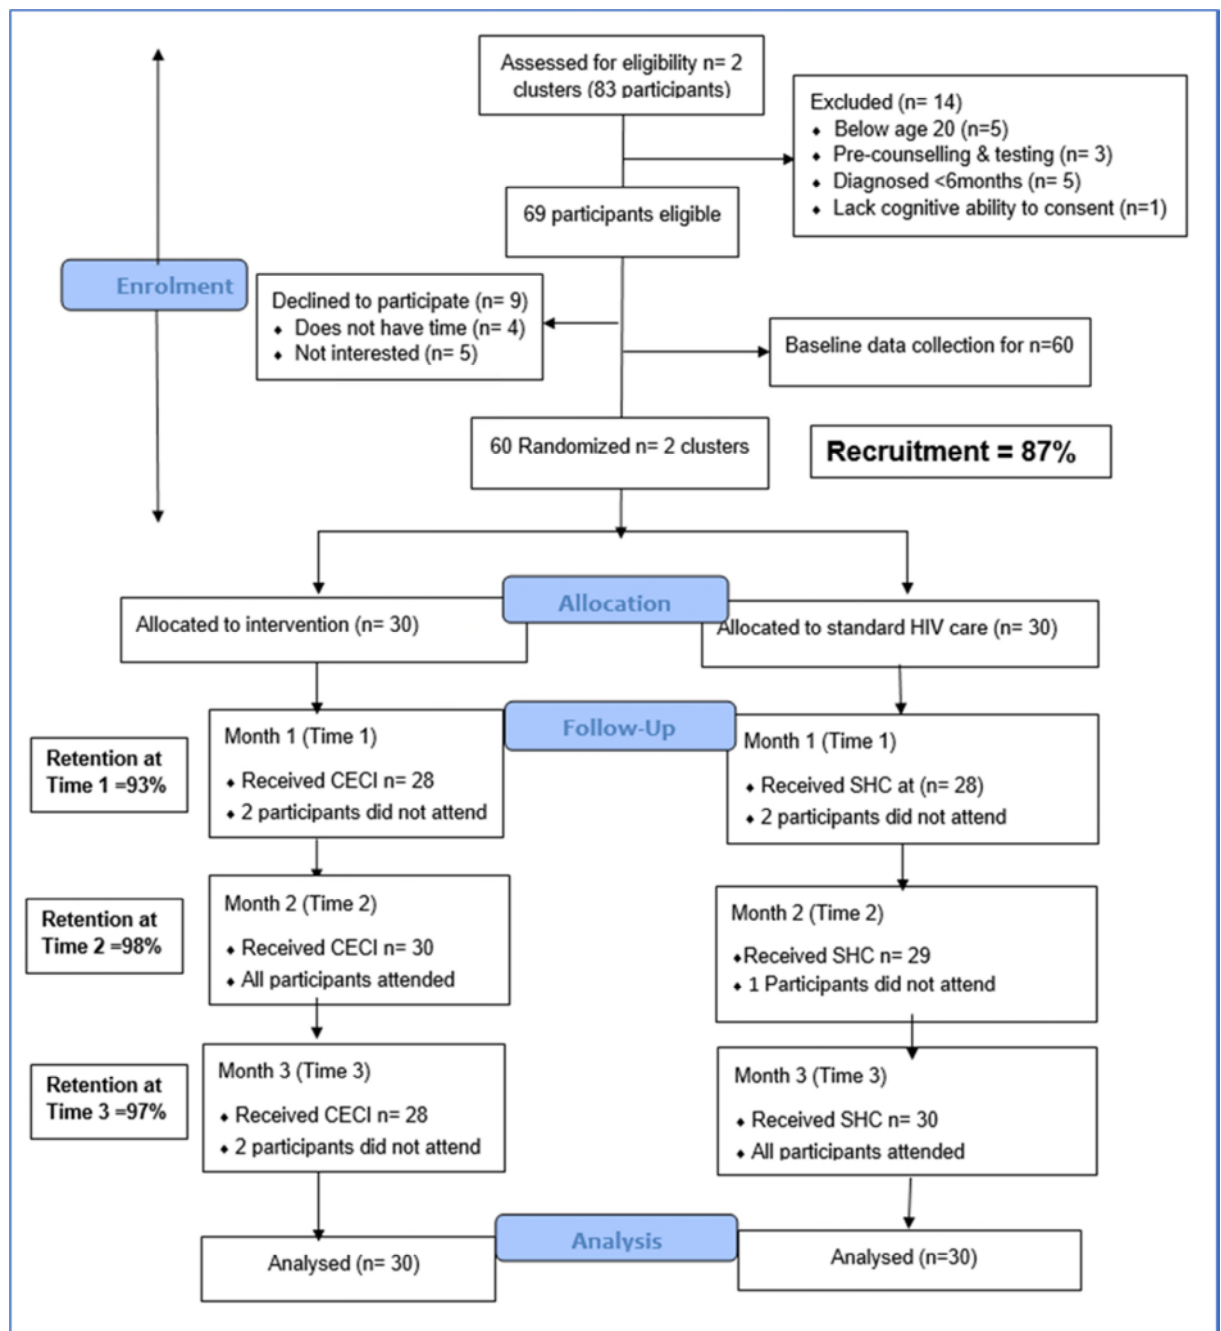 Assessed for eligibility n= 2
clusters (83 participants)
Excluded (n= 14)
♦ Below age 20 (n=5)
♦ Pre-counselling & testing (n= 3)
♦ Diagnosed <6months (n= 5)
♦ Lack cognitive ability to consent (n=1)
69 participants eligible
Enrolment
Declined to participate (n= 9)
♦ Does not have time (n= 4)
♦ Not interested (n= 5)
Baseline data collection for n=60
60 Randomized n= 2 clusters
Recruitment = 87%
Allocation
Allocated to intervention (n= 30)
Allocated to standard HIV care (n= 30)
Follow-Up
Retention at
Time 1 =93%
Month 1 (Time 1)
♦ Received CECI n= 28
♦ 2 participants did not attend
Month 1 (Time 1)
♦ Received SHC at (n= 28)
♦ 2 participants did not attend
Retention at
Time 2 =98%
Month 2 (Time 2)
♦ Received CECI n= 30
♦ All participants attended
Month 2 (Time 2)
♦Received SHC n= 29
♦ 1 Participants did not attend
Retention at
Time 3 =97%
Month 3 (Time 3)
♦ Received CECI n= 28
♦ 2 participants did not attend
Month 3 (Time 3)
♦ Received SHC n= 30
♦ All participants attended
Analysis
Analysed (n= 30)
Analysed (n=30)